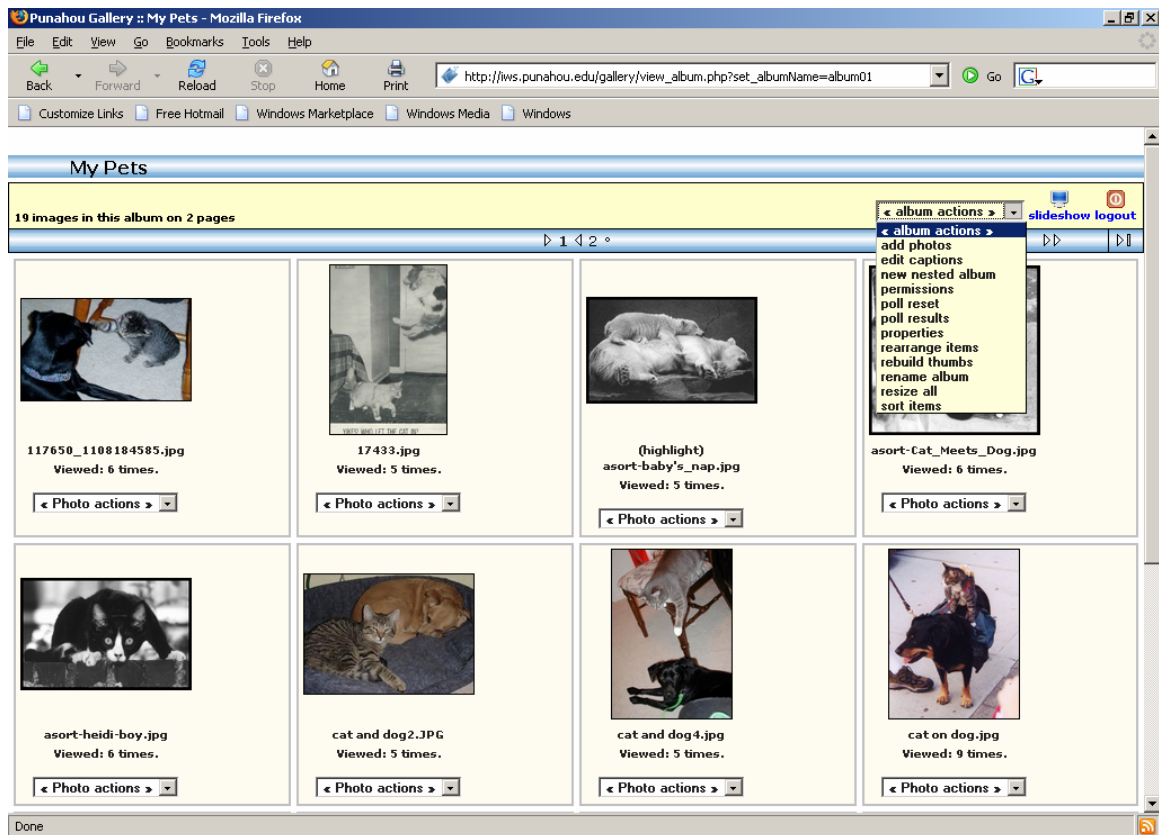 Punahou Gallery :: My Pets - Mozilla Firefox
File Edit View Go Bookmarks Tools Help
Back Forward Reload Stop Home Print http://iws.punahou.edu/gallery/view_album.php?set_albumName=album01 Go G
Customize Links Free Hotmail Windows Marketplace Windows Media Windows
My Pets
19 images in this album on 2 pages
« album actions »
slideshow logout
1 2
« album actions »
add photos
edit captions
new nested album
permissions
poll reset
poll results
properties
rearrange items
rebuild thumbs
rename album
resize all
sort items
YIKES! WHO LET THE CAT IN!
117650_1108184585.jpg
Viewed: 6 times.
« Photo actions »
17433.jpg
Viewed: 5 times.
« Photo actions »
(highlight)
asort-baby's_nap.jpg
Viewed: 5 times.
« Photo actions »
asort-Cat_Meets_Dog.jpg
Viewed: 6 times.
« Photo actions »
asort-heidi-boy.jpg
Viewed: 6 times.
« Photo actions »
cat and dog2.JPG
Viewed: 5 times.
« Photo actions »
cat and dog4.jpg
Viewed: 5 times.
« Photo actions »
cat on dog.jpg
Viewed: 9 times.
« Photo actions »
Done